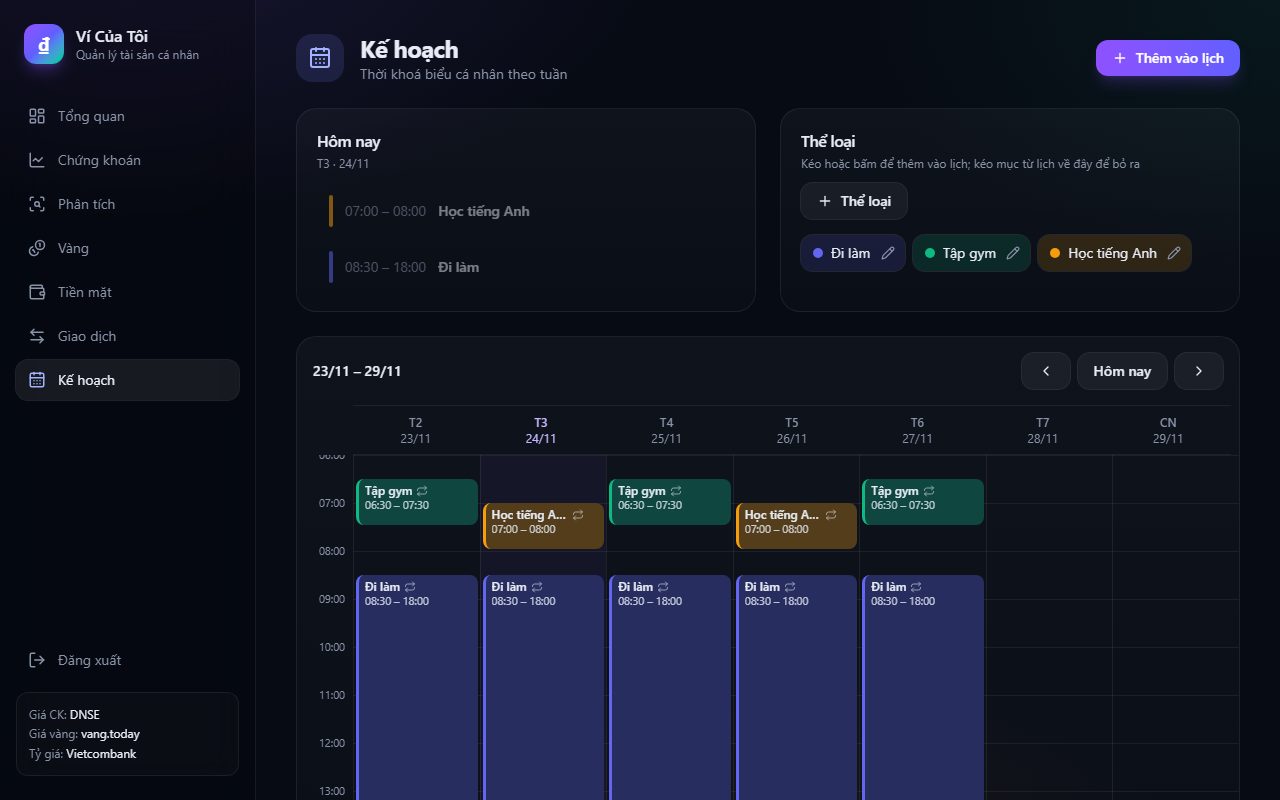 ₫
Ví Của Tôi
Quản lý tài sản cá nhân
Tổng quan
Chứng khoán
Phân tích
Vàng
Tiền mặt
Giao dịch
Kế hoạch
Đăng xuất
Giá CK: DNSE
Giá vàng: vang.today
Tỷ giá: Vietcombank
Kế hoạch
Thời khoá biểu cá nhân theo tuần
+ Thêm vào lịch
Hôm nay
T3 · 24/11
07:00 – 08:00 Học tiếng Anh
08:30 – 18:00 Đi làm
Thể loại
Kéo hoặc bấm để thêm vào lịch; kéo mục từ lịch về đây để bỏ ra
+ Thể loại
Đi làm Tập gym Học tiếng Anh
23/11 – 29/11
Hôm nay
T2 T3 T4 T5 T6 T7 CN
23/11 24/11 25/11 26/11 27/11 28/11 29/11
06:00
Tập gym Tập gym Tập gym
06:30 – 07:30 06:30 – 07:30 06:30 – 07:30
07:00
Học tiếng A... Học tiếng A...
07:00 – 08:00 07:00 – 08:00
08:00
Đi làm Đi làm Đi làm Đi làm Đi làm
08:30 – 18:00 08:30 – 18:00 08:30 – 18:00 08:30 – 18:00 08:30 – 18:00
09:00
10:00
11:00
12:00
13:00